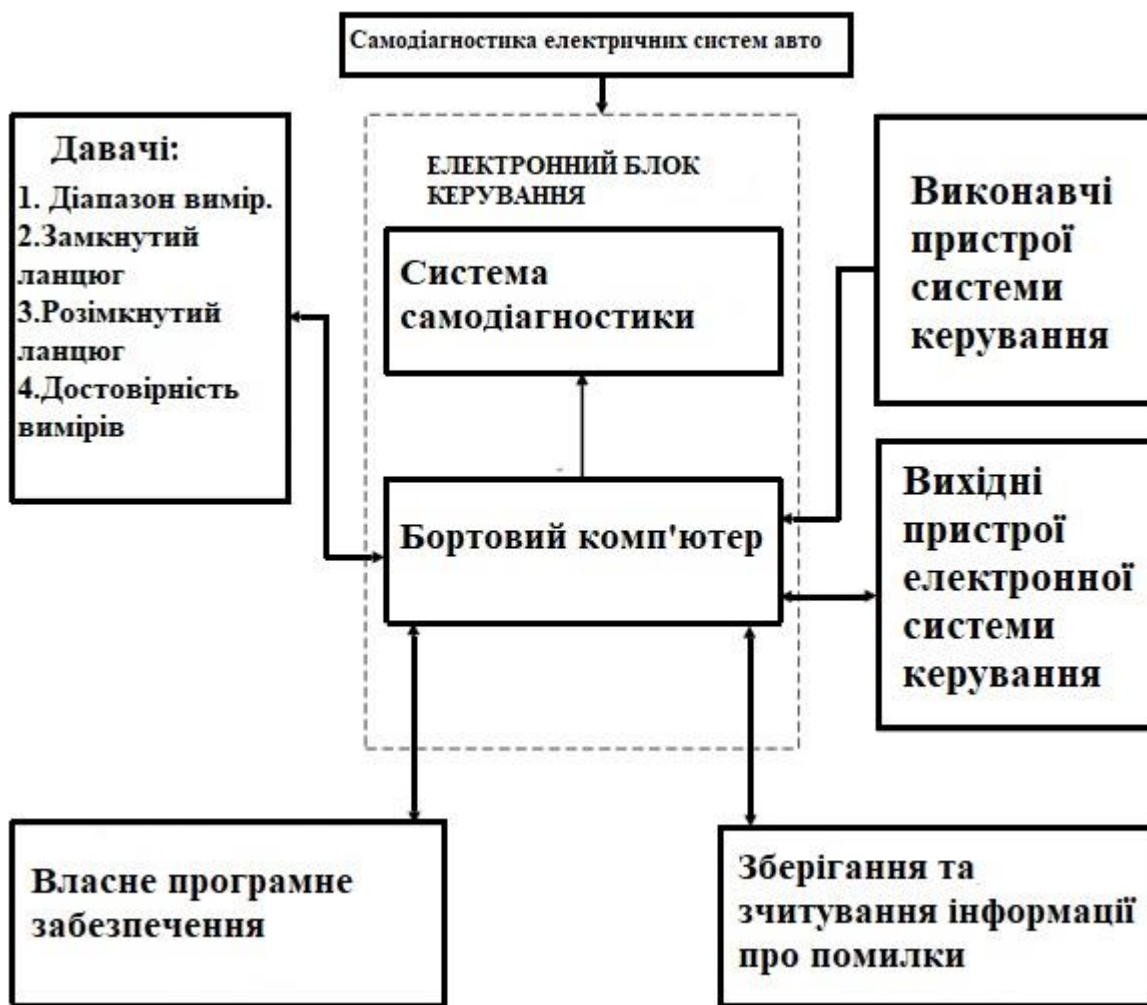 Самодіагностика електричних систем авто
Давачі:
1. Діапазон вимір.
2.Замкнутий
ланцюг
3.Розімкнутий
ланцюг
4.Достовірність
вимірів
ЕЛЕКТРОННИЙ БЛОК
КЕРУВАННЯ
Система
самодіагностики
Бортовий комп'ютер
Виконавчі
пристрої
системи
керування
Вихідні
пристрої
електронної
системи
керування
Власне програмне
забезпечення
Зберігання та
зчитування інформації
про помилки